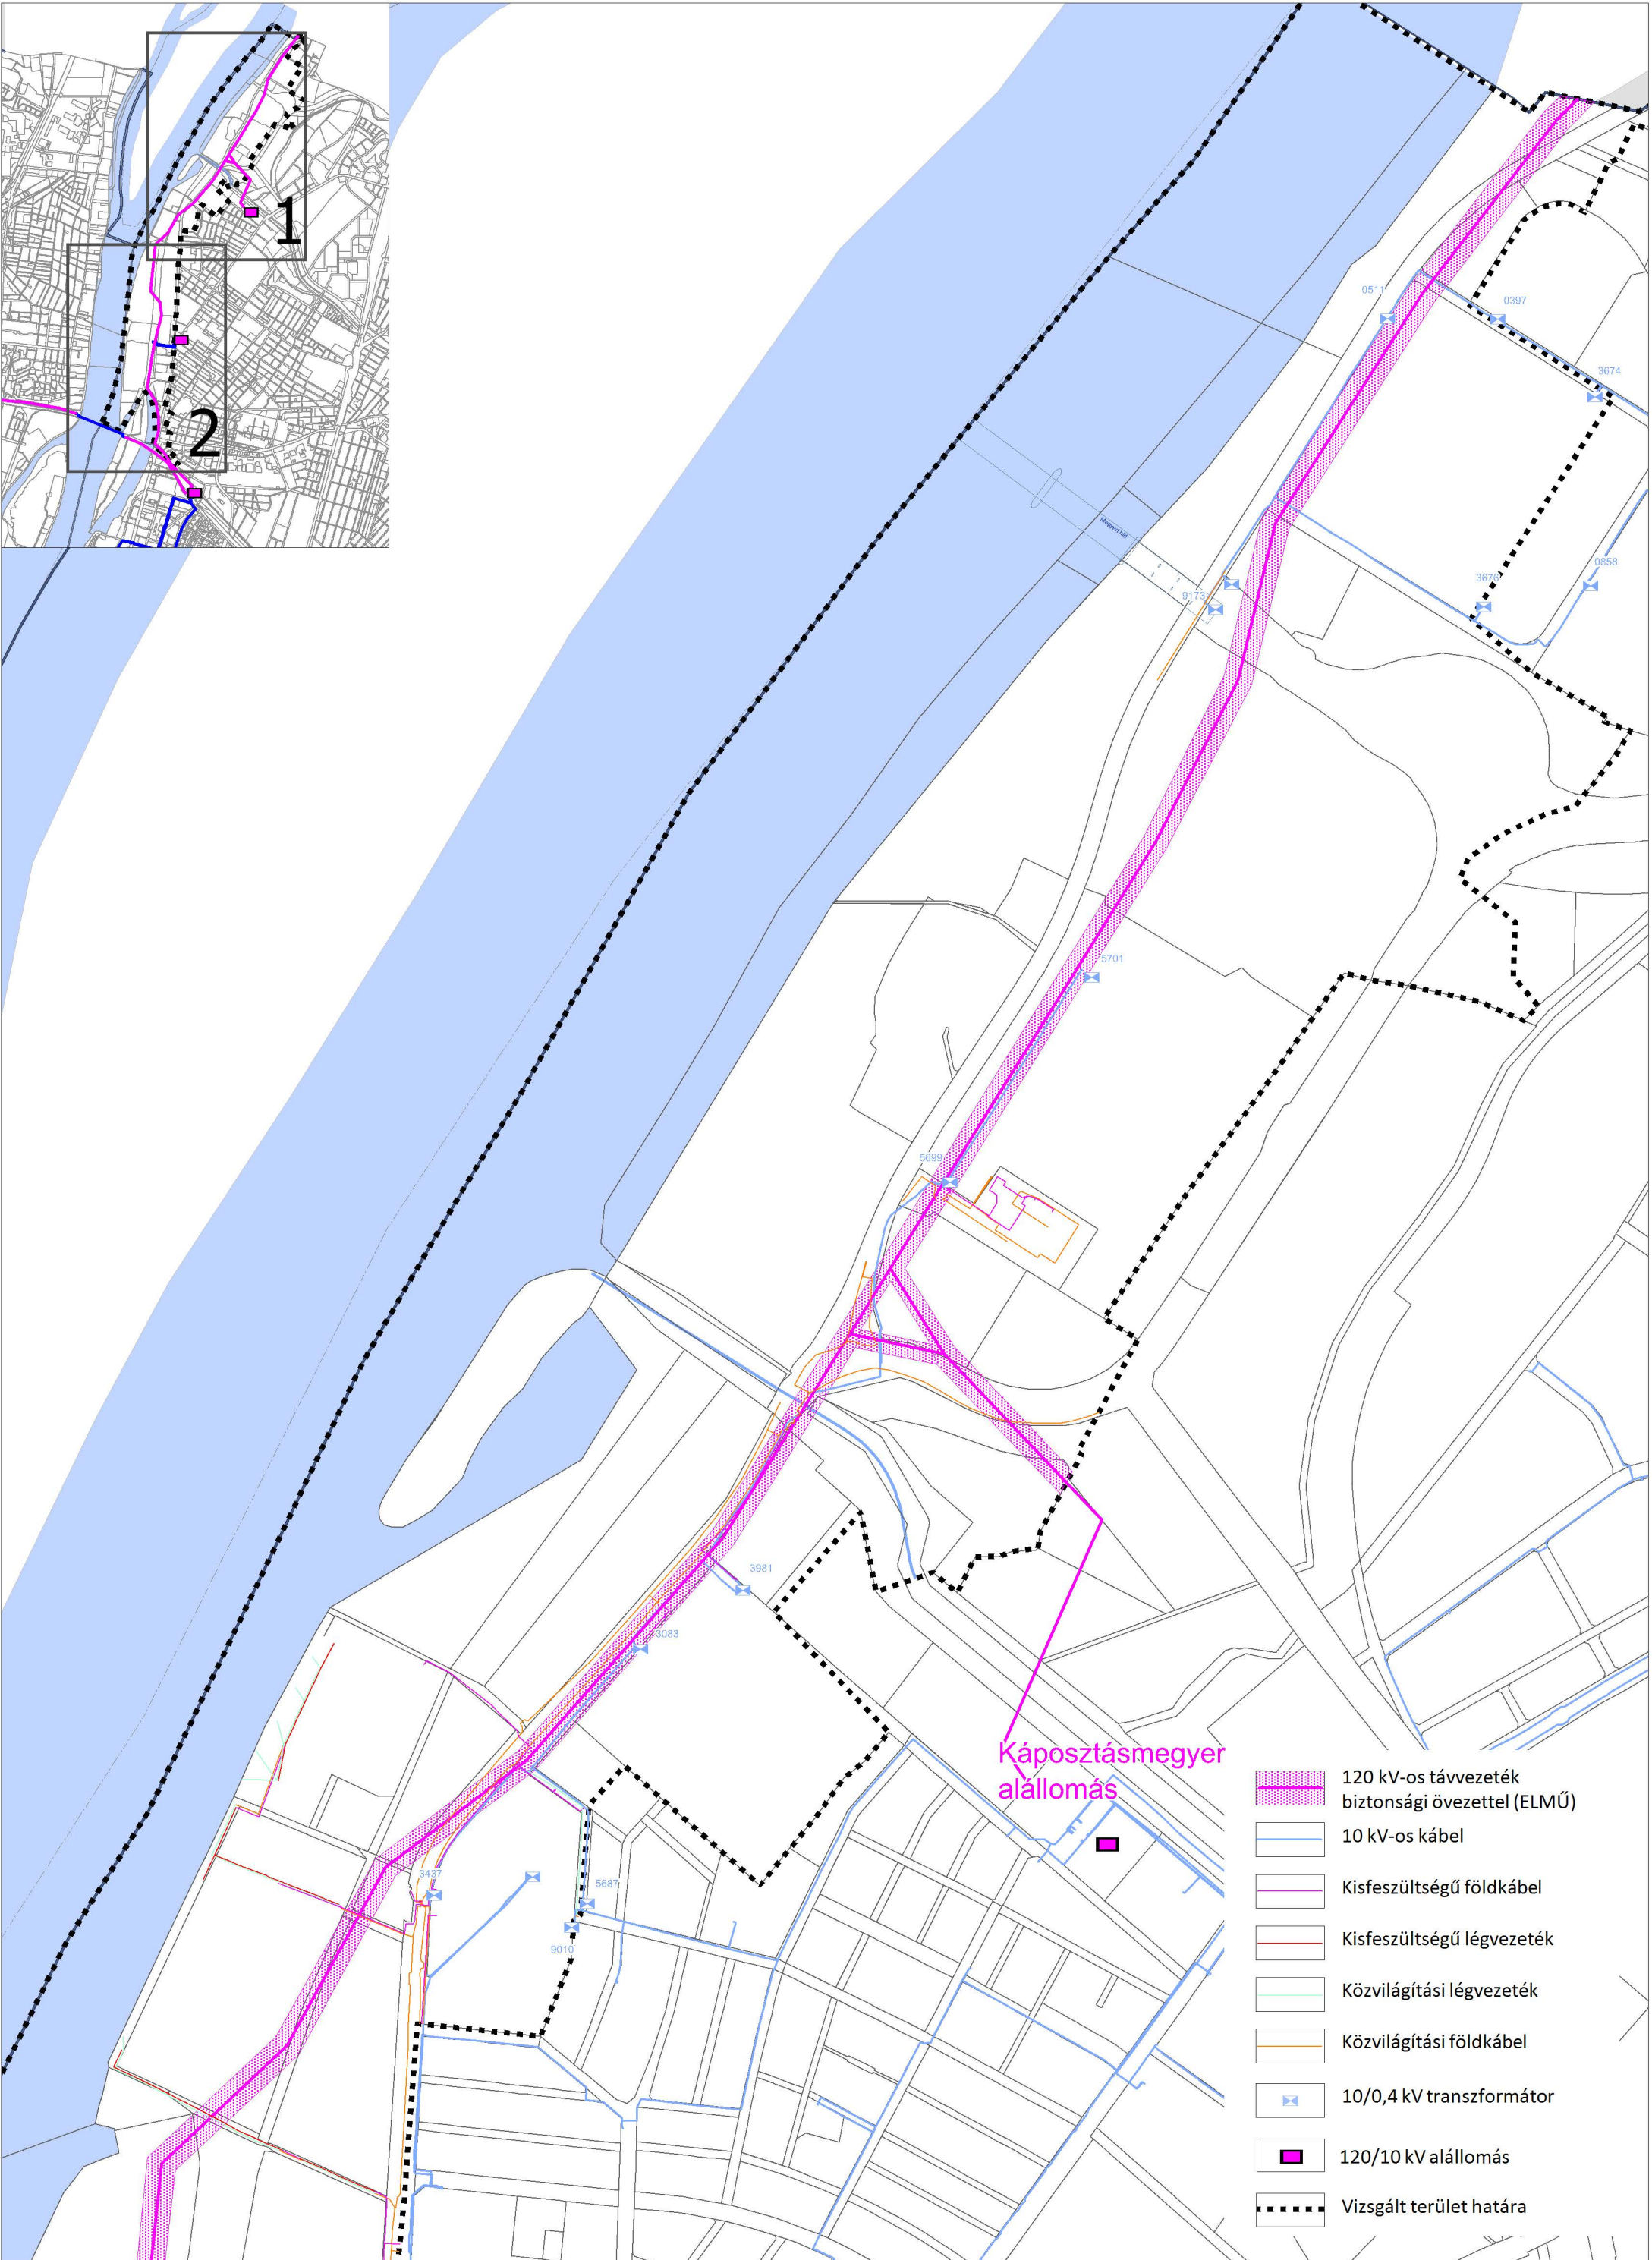 1
2
0511
0397
3674
Megyeri híd
9173
3676
0858
5701
5699
3981
3083
3437
5687
9010
Káposztásmegyer
alállomás
120 kV-os távvezeték
biztonsági övezettel (ELMŰ)
10 kV-os kábel
Kisfeszültségű földkábel
Kisfeszültségű légvezeték
Közvilágítási légvezeték
Közvilágítási földkábel
10/0,4 kV transzformátor
120/10 kV alállomás
Vizsgált terület határa